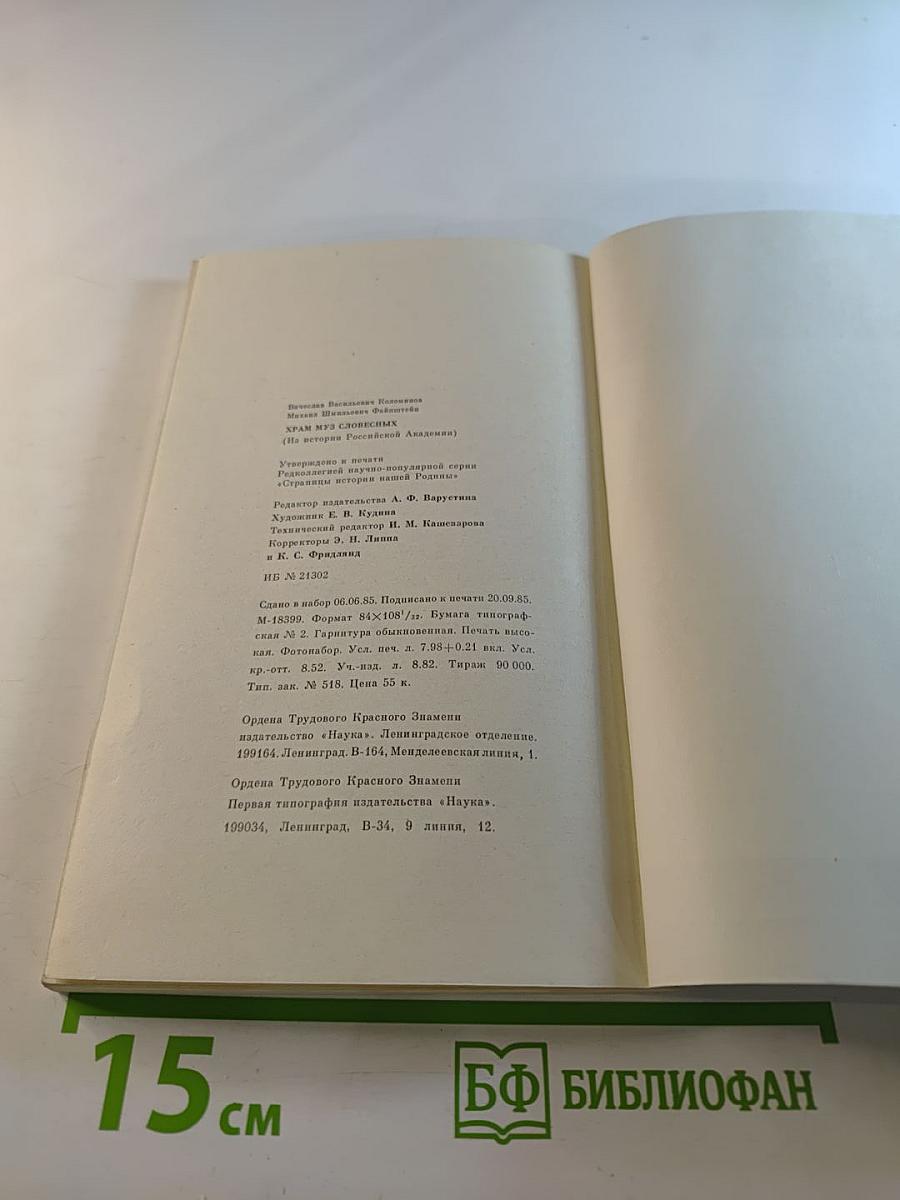 Вячеслав Васильевич Коломинов
Михаил Шмильевич Файнштейн
ХРАМ МУЗ СЛОВЕСНЫХ
(Из истории Российской Академии)
Утверждено к печати
Редколлегией научно-популярной серии
«Страницы истории нашей Родины»
Редактор издательства А. Ф. Варустина
Художник Е. В. Кудина
Технический редактор И. М. Кашеварова
Корректоры Э. Н. Липпа
и К. С. Фридлянд
ИБ № 21302
Сдано в набор 06.06.85. Подписано к печати 20.09.85.
М-18399. Формат 84×108¹/₃₂. Бумага типограф-
ская № 2. Гарнитура обыкновенная. Печать высо-
кая. Фотонабор. Усл. печ. л. 7.98+0.21 вкл. Усл.
кр.-отт. 8.52. Уч.-изд. л. 8.82. Тираж 90 000.
Тип. зак. № 518. Цена 55 к.
Ордена Трудового Красного Знамени
издательство «Наука». Ленинградское отделение.
199164. Ленинград. В-164, Менделеевская линия, 1.
Ордена Трудового Красного Знамени
Первая типография издательства «Наука».
199034, Ленинград, В-34, 9 линия, 12.
15 см
БФ БИБЛИОФАН